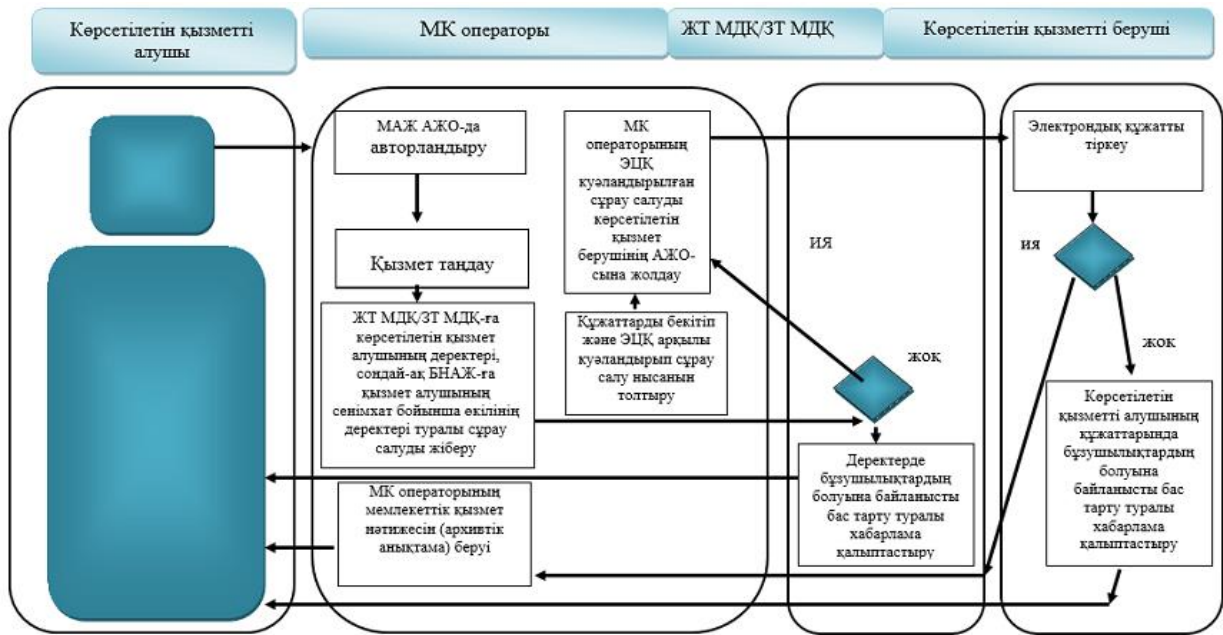 Көрсетілетін қызметті
алушы
МК операторы
ЖТ МДҚ/ЗТ МДҚ
Көрсетілетін қызметті беруші
МАЖ АЖО-да
авторландыру
Қызмет таңдау
ЖТ МДҚ/ЗТ МДҚ-ға
көрсетілетін қызмет
алушының деректері,
сондай-ақ БНАЖ-ға
қызмет алушының
сенімхат бойынша өкілінің
деректері туралы сұрау
салуды жіберу
МК операторының
мемлекеттік қызмет
нәтижесін (архивтік
анықтама) беруі
МК
операторының
ЭЦҚ
куәландырылған
сұрау салуды
көрсетілетін
қызмет
берушінің АЖО-
сына жолдау
Құжаттарды бекітіп
және ЭЦҚ арқылы
куәландырып сұрау
салу нысанын
толтыру
ИЯ
жоқ
Деректерде
бұзушылықтардың
болуына байланысты
бас тарту туралы
хабарлама
қалыптастыру
Электрондық құжатты
тіркеу
ИЯ
жоқ
Көрсетілетін
қызметті алушының
құжаттарында
бұзушылықтардың
болуына
байланысты бас
тарту туралы
хабарлама
қалыптастыру